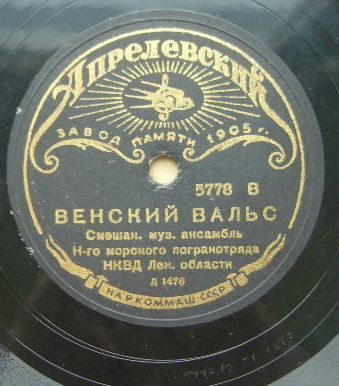 Апрелевский
ЗАВОД ПАМЯТИ 1905 г.
5778 В
ВЕНСКИЙ ВАЛЬС
Смешан. муз. ансамбль
Н-го морского погранотряда
НКВД Лен. области
Л 1476
НАРКОММАШ СССР